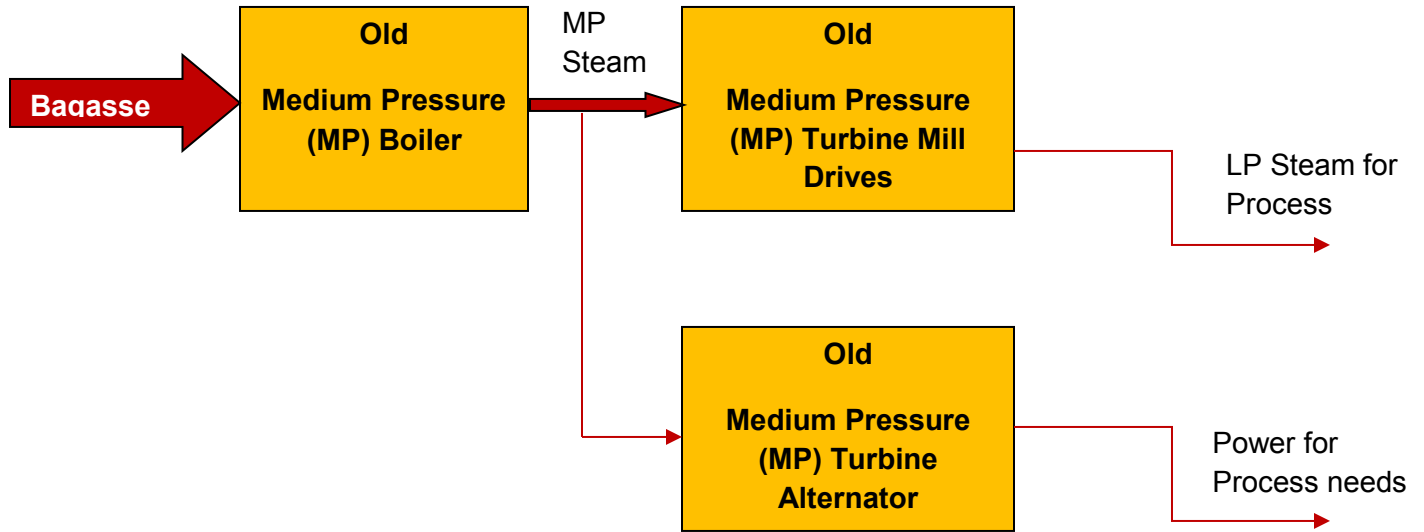 Bagasse
Old
Medium Pressure
(MP) Boiler
MP
Steam
Old
Medium Pressure
(MP) Turbine Mill
Drives
LP Steam for
Process
Old
Medium Pressure
(MP) Turbine
Alternator
Power for
Process needs